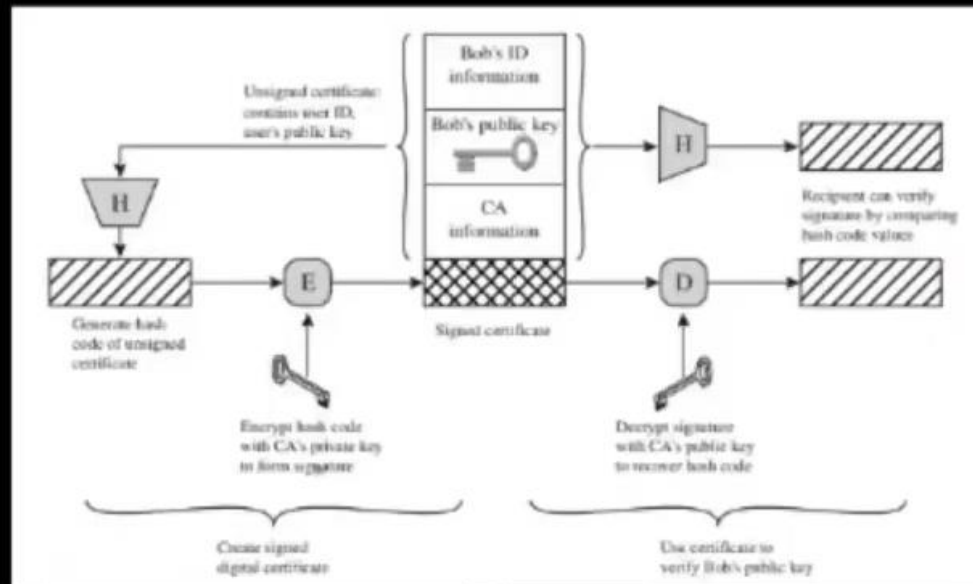 Bob's ID
information
Unsigned certificate:
contains user ID,
user's public key
Bob's public key
H
H
CA
information
Recipient can verify
signature by comparing
hash code values
E
D
Generate hash
code of unsigned
certificate
Signed certificate
Encrypt hash code
with CA's private key
to form signature
Decrypt signature
with CA's public key
to recover hash code
Create signed
digital certificate
Use certificate to
verify Bob's public key